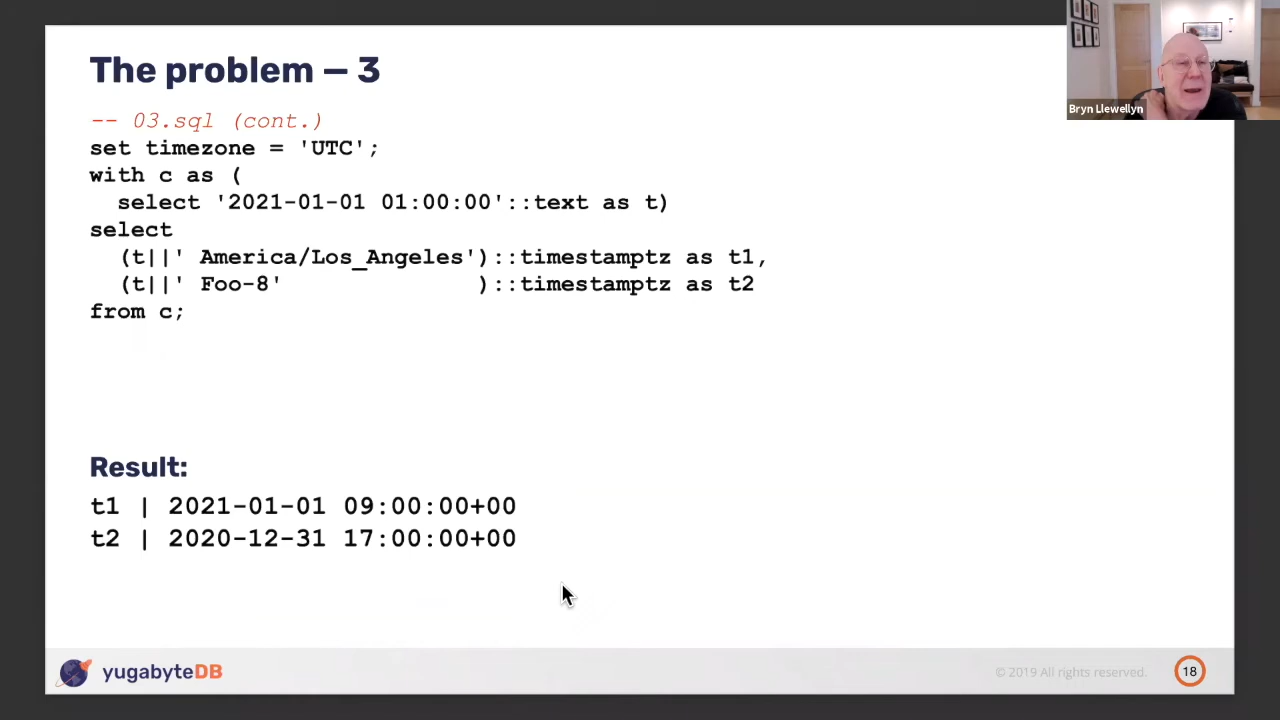 The problem – 3
-- 03.sql (cont.)
set timezone = 'UTC';
with c as (
  select '2021-01-01 01:00:00'::text as t)
select
  (t||' America/Los_Angeles')::timestamptz as t1,
  (t||' Foo-8'              )::timestamptz as t2
from c;
Result:
t1 | 2021-01-01 09:00:00+00
t2 | 2020-12-31 17:00:00+00
yugabyteDB
© 2019 All rights reserved.
18
Bryn Llewellyn